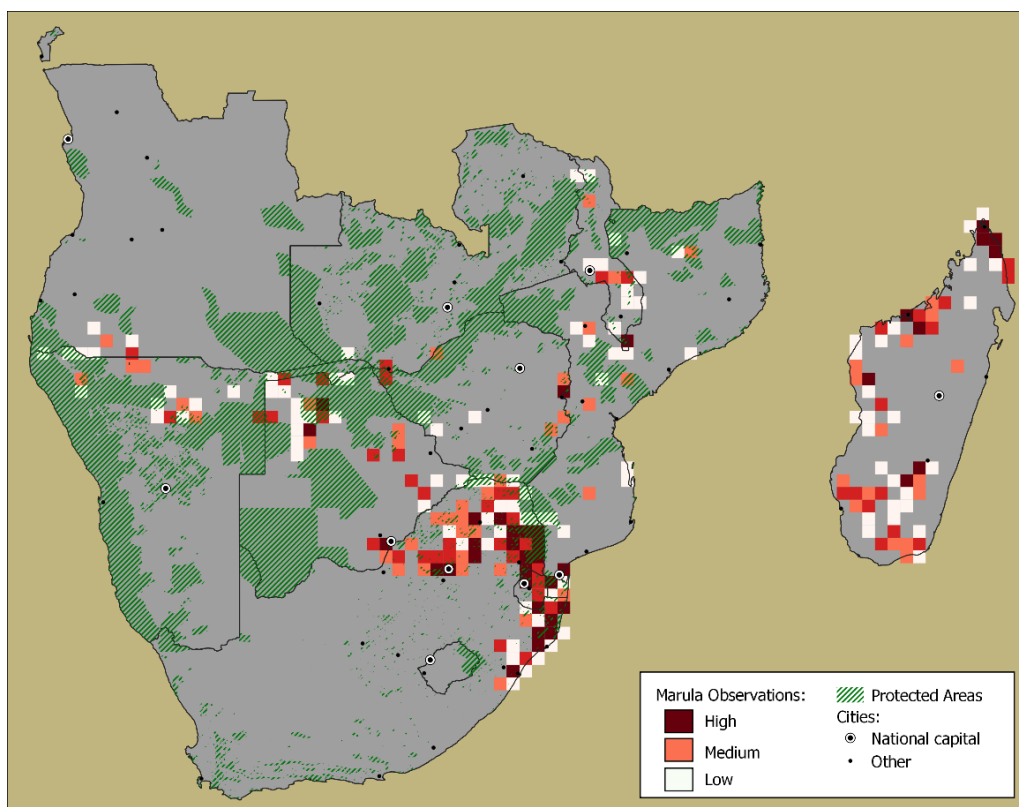 Marula Observations:
High
Medium
Low
Protected Areas
Cities:
National capital
Other